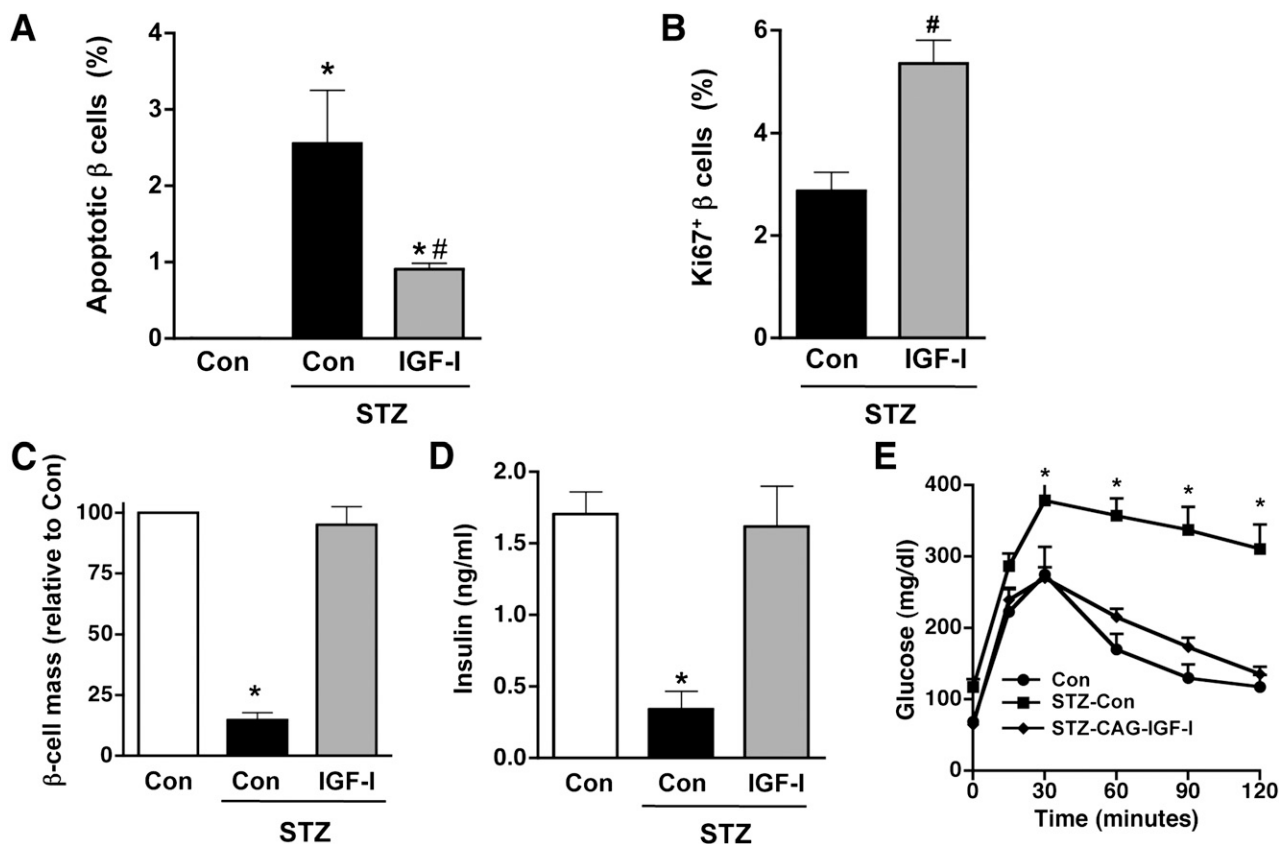 A
Apoptotic β cells (%)
4
3
2
1
0
*
* #
Con
Con
IGF-I
STZ
B
Ki67⁺ β cells (%)
6
4
2
0
#
Con
IGF-I
STZ
C
β-cell mass (relative to Con)
100
75
50
25
0
*
Con
Con
IGF-I
STZ
D
Insulin (ng/ml)
2.0
1.5
1.0
0.5
0.0
*
Con
Con
IGF-I
STZ
E
Glucose (mg/dl)
400
300
200
100
0
* * * *
Con
STZ-Con
STZ-CAG-IGF-I
0 30 60 90 120
Time (minutes)